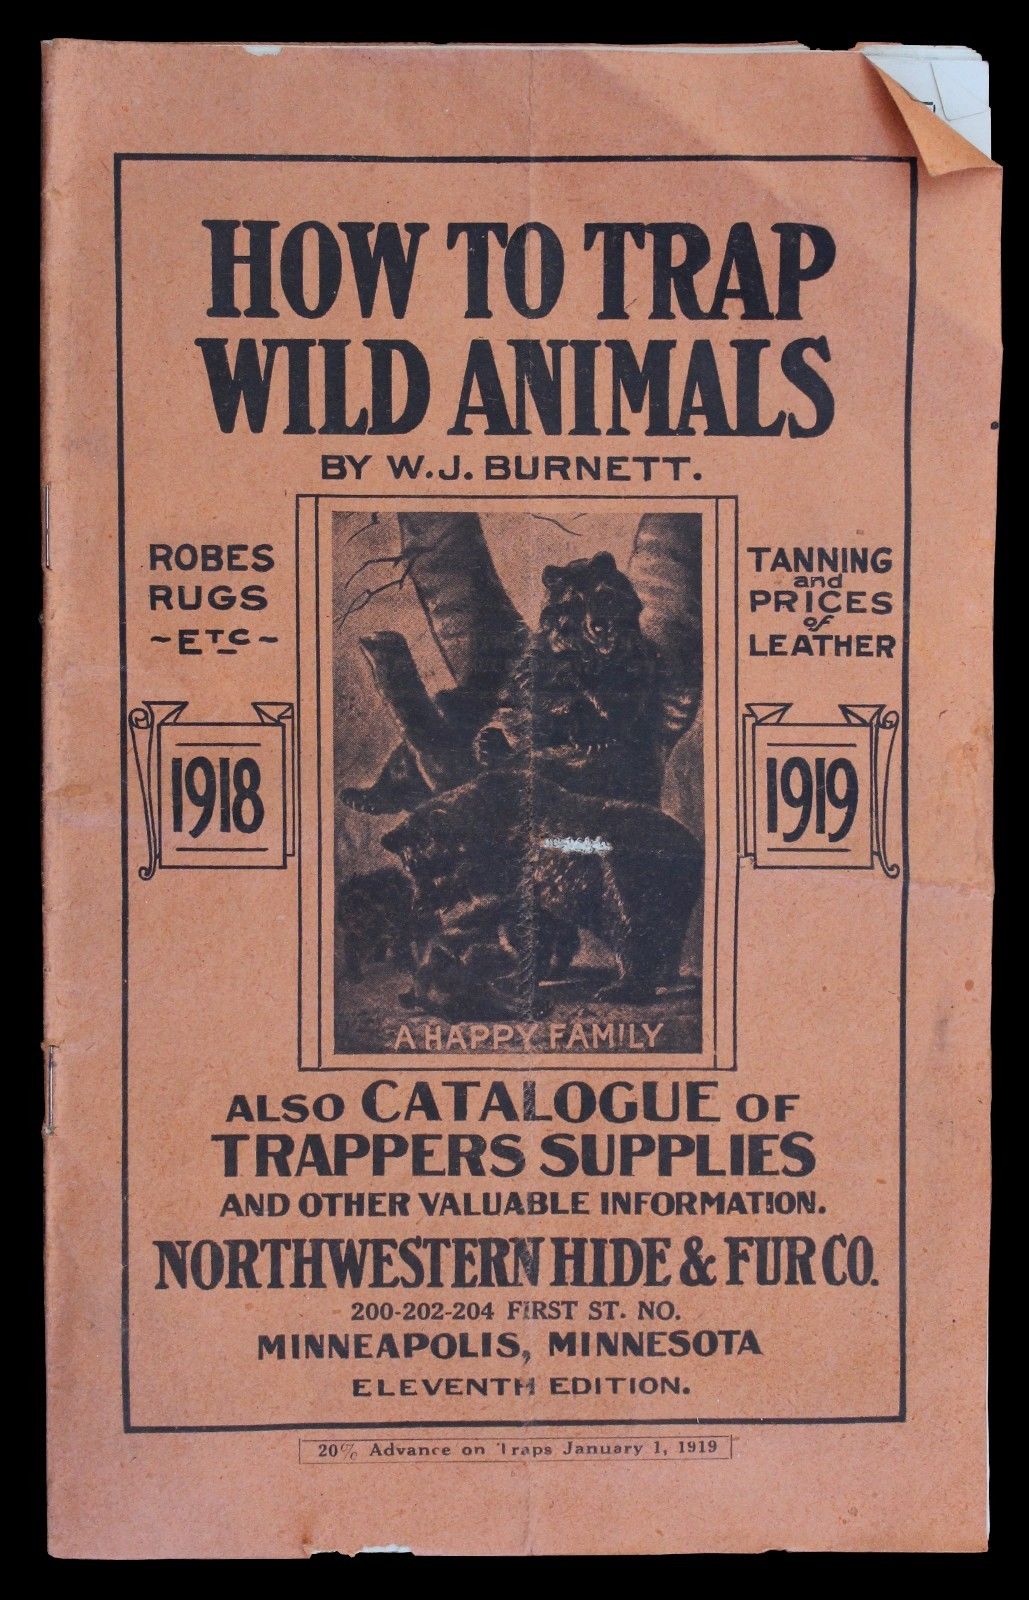 HOW TO TRAP
WILD ANIMALS
BY W.J. BURNETT.
ROBES
RUGS
~ETC~
TANNING
and
PRICES
of
LEATHER
1918
1919
A HAPPY FAMILY
ALSO CATALOGUE OF
TRAPPERS SUPPLIES
AND OTHER VALUABLE INFORMATION.
NORTHWESTERN HIDE & FUR CO.
200-202-204 FIRST ST. NO.
MINNEAPOLIS, MINNESOTA
ELEVENTH EDITION.
20% Advance on Traps January 1, 1919